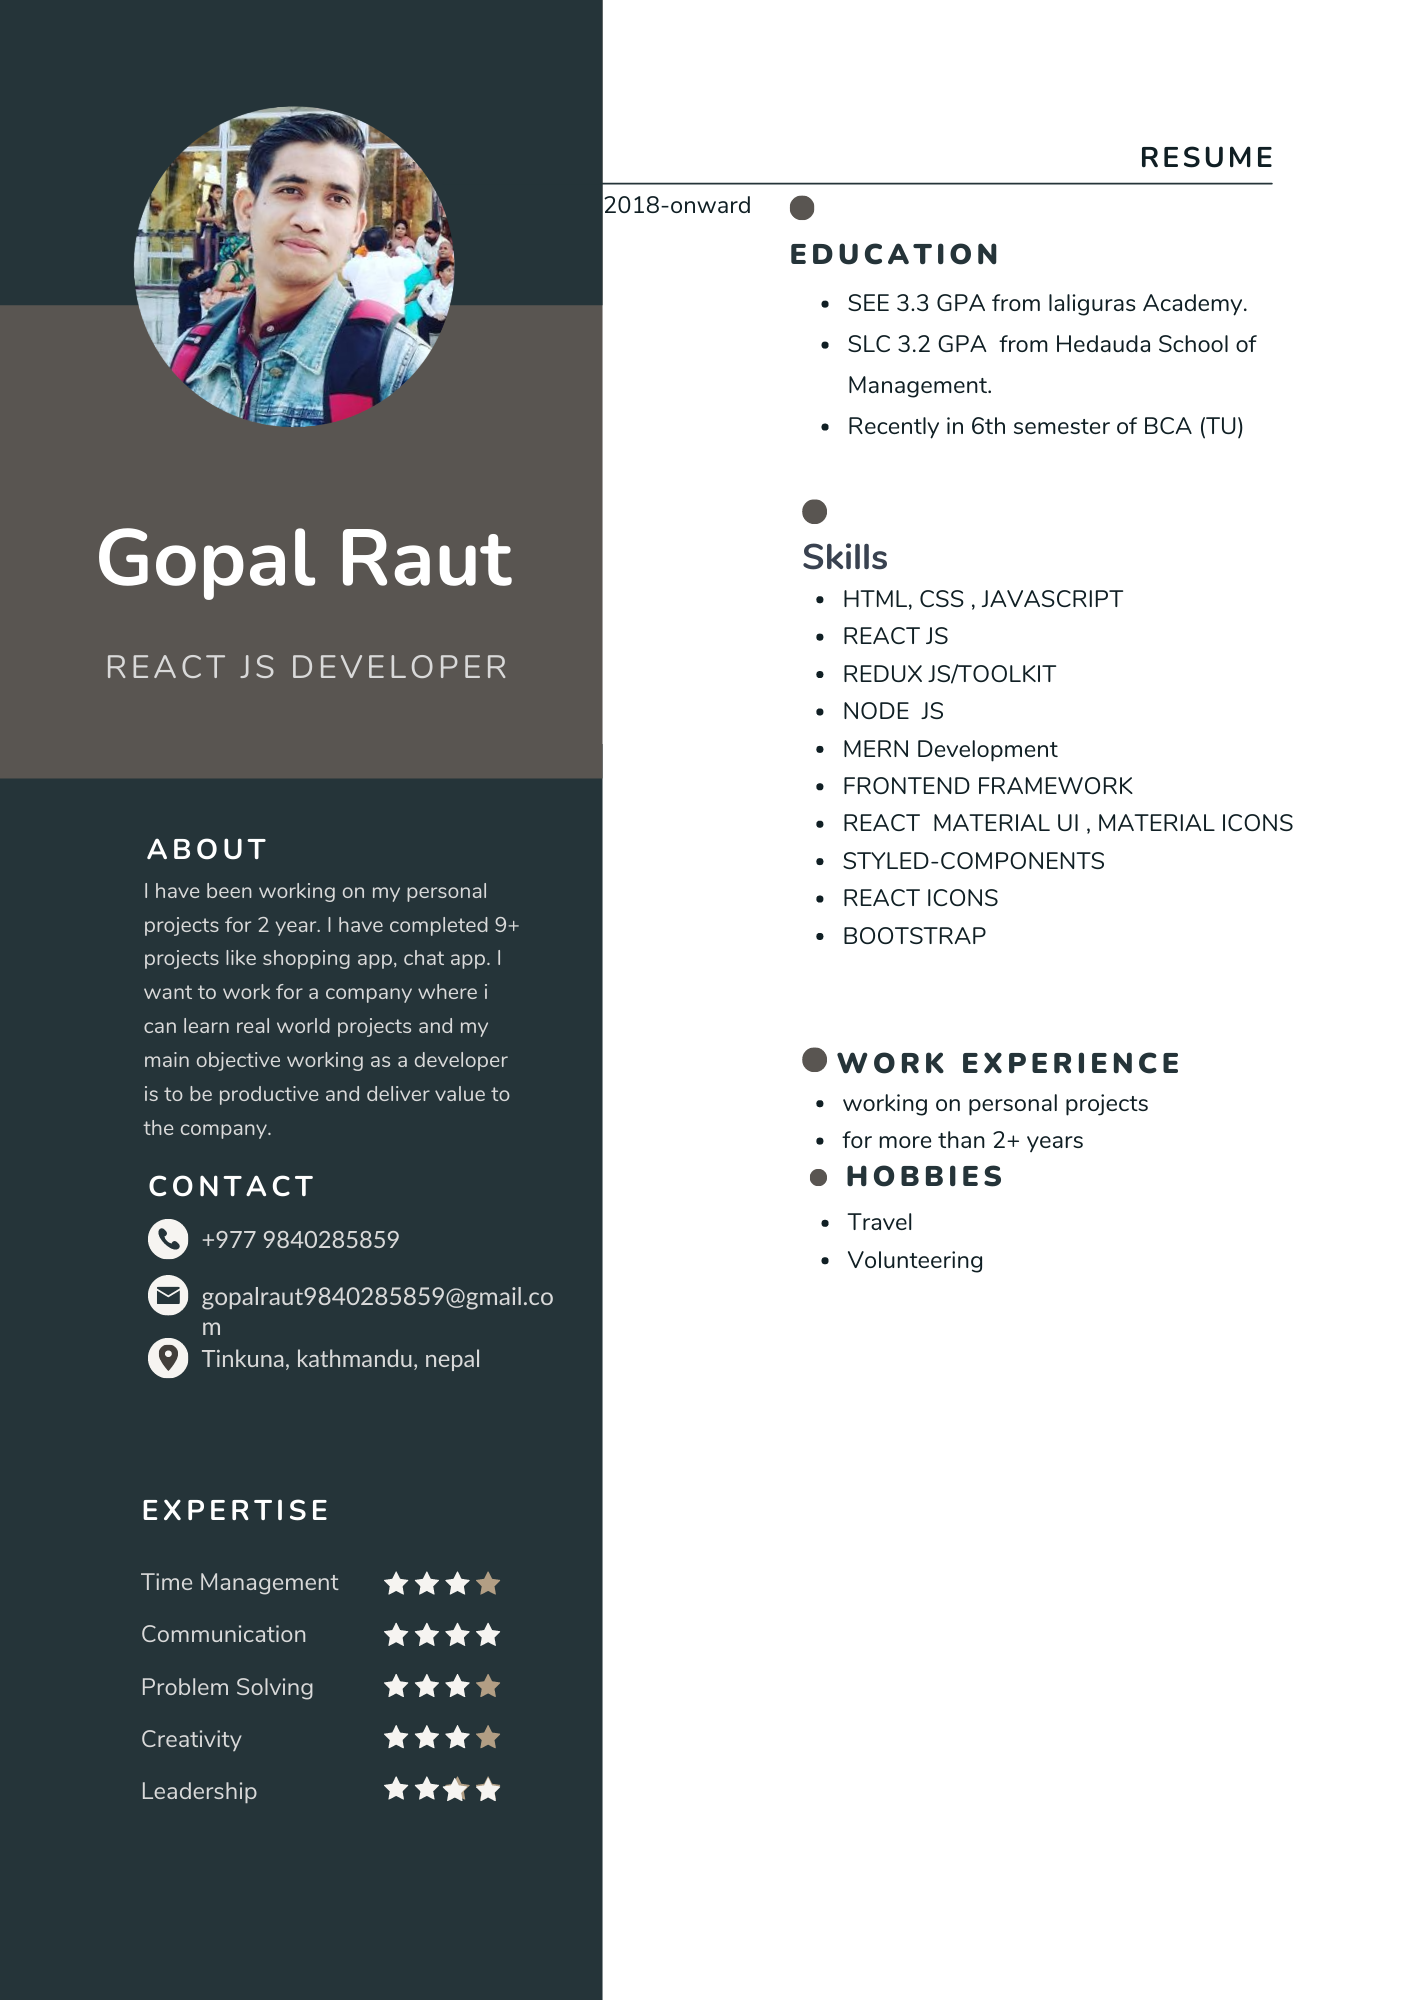 Gopal Raut
REACT JS DEVELOPER
ABOUT
I have been working on my personal
projects for 2 year. I have completed 9+
projects like shopping app, chat app. I
want to work for a company where i
can learn real world projects and my
main objective working as a developer
is to be productive and deliver value to
the company.
CONTACT
+977 9840285859
gopalraut9840285859@gmail.co
m
Tinkuna, kathmandu, nepal
EXPERTISE
Time Management
Communication
Problem Solving
Creativity
Leadership
RESUME
2018-onward
EDUCATION
SEE 3.3 GPA from laliguras Academy.
SLC 3.2 GPA  from Hedauda School of
Management.
Recently in 6th semester of BCA (TU)
Skills
HTML, CSS , JAVASCRIPT
REACT JS
REDUX JS/TOOLKIT
NODE  JS
MERN Development
FRONTEND FRAMEWORK
REACT  MATERIAL UI , MATERIAL ICONS
STYLED-COMPONENTS
REACT ICONS
BOOTSTRAP
WORK EXPERIENCE
working on personal projects
for more than 2+ years
HOBBIES
Travel
Volunteering